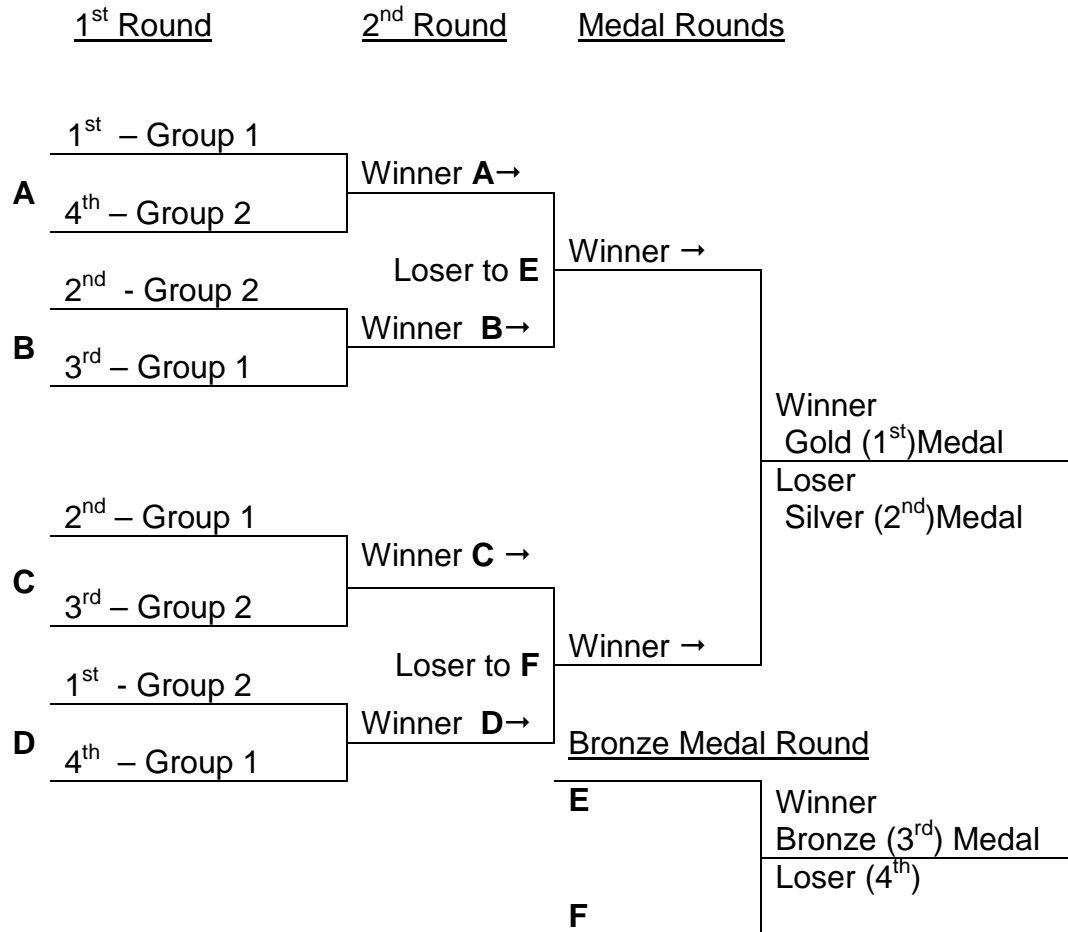 1st Round 2nd Round Medal Rounds
1st – Group 1
Winner A→
A
4th – Group 2
Winner →
Loser to E
2nd - Group 2
Winner B→
B
3rd – Group 1
Winner
Gold (1st)Medal
Loser
Silver (2nd)Medal
2nd – Group 1
Winner C →
C
3rd – Group 2
Winner →
Loser to F
1st - Group 2
Winner D→
D
Bronze Medal Round
4th – Group 1
E
Winner
Bronze (3rd) Medal
Loser (4th)
F